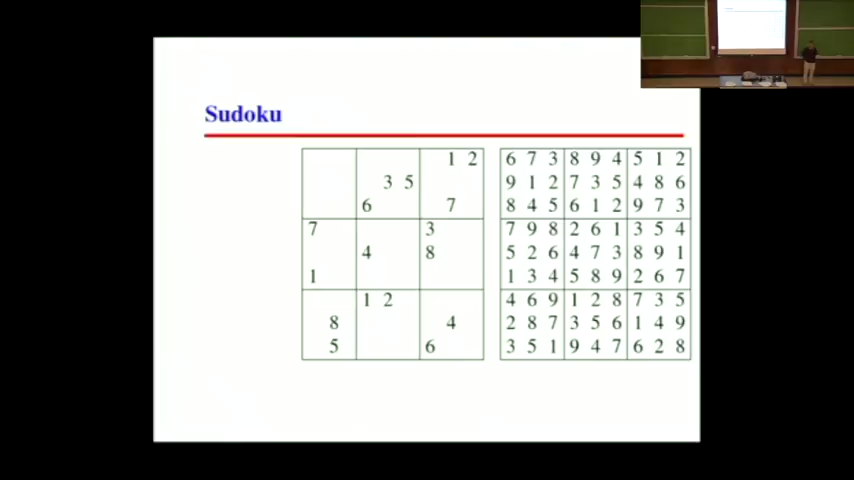 Sudoku
1 2 6 7 3 8 9 4 5 1 2
3 5 9 1 2 7 3 5 4 8 6
6 7 8 4 5 6 1 2 9 7 3
7 3 7 9 8 2 6 1 3 5 4
4 8 5 2 6 4 7 3 8 9 1
1 1 3 4 5 8 9 2 6 7
1 2 4 6 9 1 2 8 7 3 5
8 4 2 8 7 3 5 6 1 4 9
5 6 3 5 1 9 4 7 6 2 8